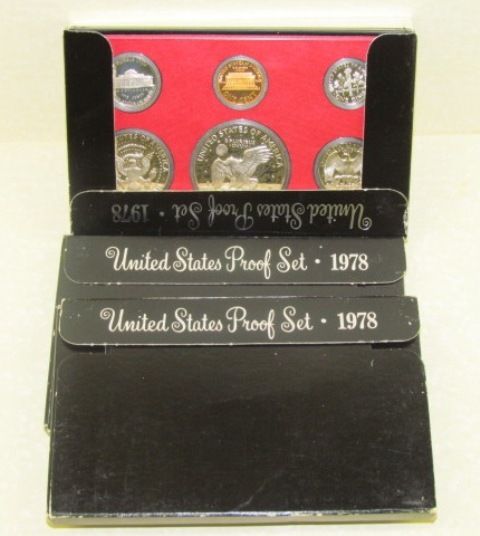 UNITED STATES OF AMERICA
United States Proof Set · 1978
United States Proof Set · 1978
United States Proof Set · 1978